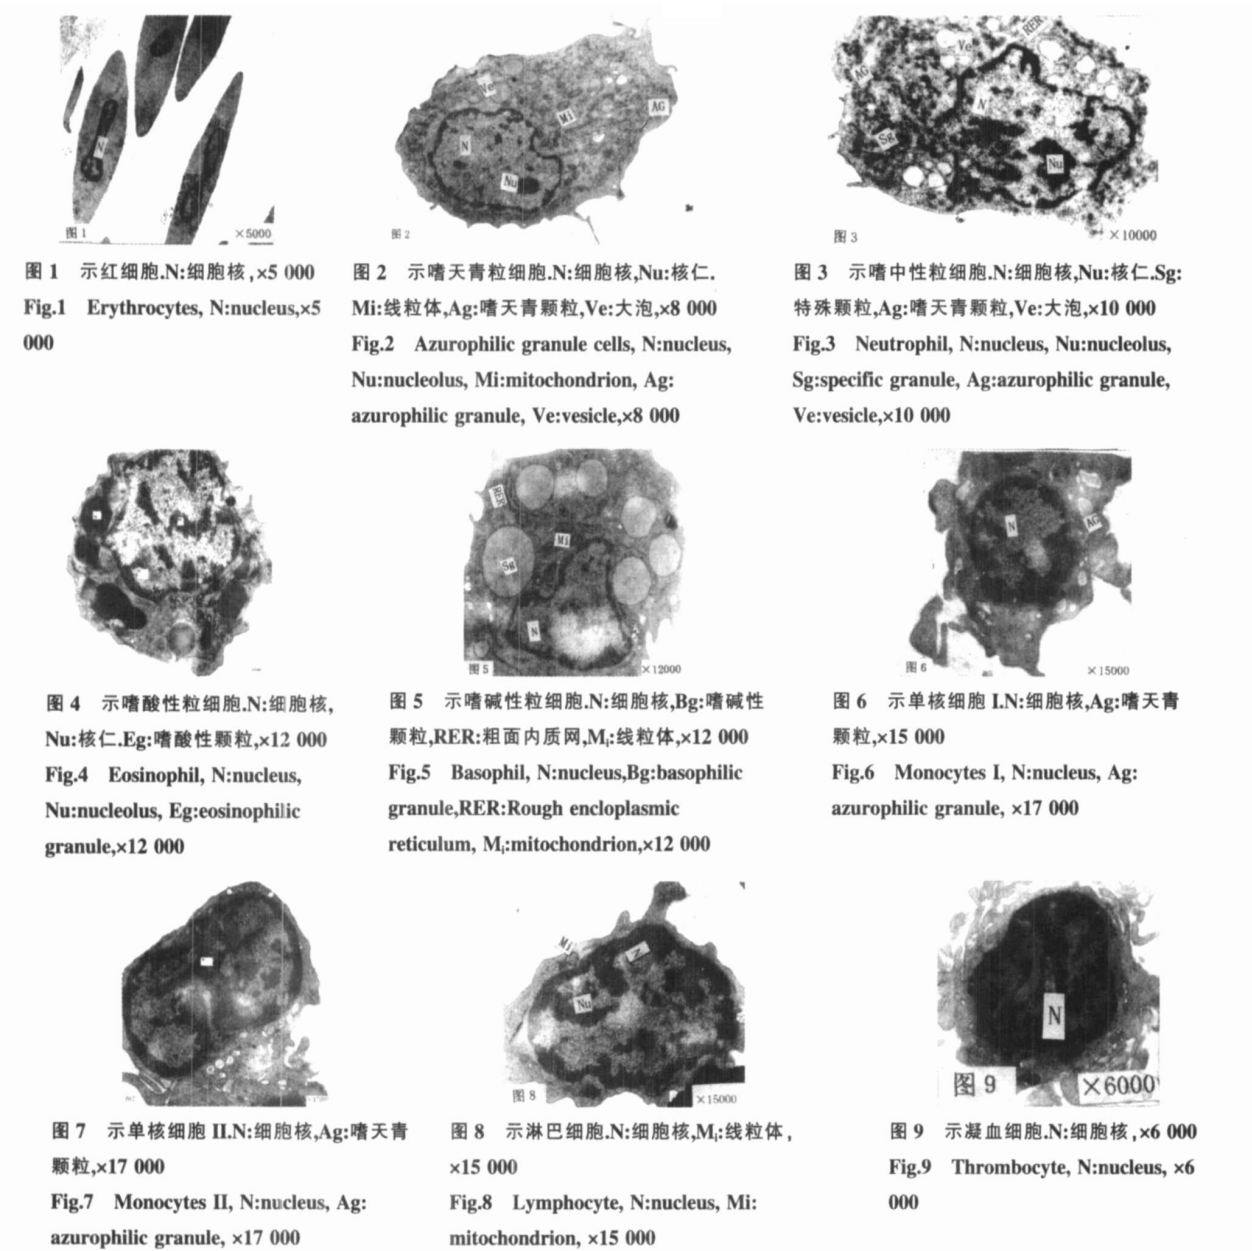 N
图1
×5000
Ve
Mi
AG
N
Nu
图2
RER
Ve
AG
N
Sg
Nu
图3
×10000
图 1 示红细胞.N:细胞核,×5 000
Fig.1 Erythrocytes, N:nucleus,×5
000
图 2 示嗜天青粒细胞.N:细胞核,Nu:核仁.
Mi:线粒体,Ag:嗜天青颗粒,Ve:大泡,×8 000
Fig.2 Azurophilic granule cells, N:nucleus,
Nu:nucleolus, Mi:mitochondrion, Ag:
azurophilic granule, Ve:vesicle,×8 000
图 3 示嗜中性粒细胞.N:细胞核,Nu:核仁.Sg:
特殊颗粒,Ag:嗜天青颗粒,Ve:大泡,×10 000
Fig.3 Neutrophil, N:nucleus, Nu:nucleolus,
Sg:specific granule, Ag:azurophilic granule,
Ve:vesicle,×10 000
RER
Mi
Sg
N
图5
×12000
N
AG
图6
×15000
图 4 示嗜酸性粒细胞.N:细胞核,
Nu:核仁.Eg:嗜酸性颗粒,×12 000
Fig.4 Eosinophil, N:nucleus,
Nu:nucleolus, Eg:eosinophilic
granule,×12 000
图 5 示嗜碱性粒细胞.N:细胞核,Bg:嗜碱性
颗粒,RER:粗面内质网,Mi:线粒体,×12 000
Fig.5 Basophil, N:nucleus,Bg:basophilic
granule,RER:Rough encloplasmic
reticulum, Mi:mitochondrion,×12 000
图 6 示单核细胞 I.N:细胞核,Ag:嗜天青
颗粒,×15 000
Fig.6 Monocytes I, N:nucleus, Ag:
azurophilic granule, ×17 000
Mi
N
Nu
图8
×15000
N
图9
×6000
图 7 示单核细胞 II.N:细胞核,Ag:嗜天青
颗粒,×17 000
Fig.7 Monocytes II, N:nucleus, Ag:
azurophilic granule, ×17 000
图 8 示淋巴细胞.N:细胞核,Mi:线粒体,
×15 000
Fig.8 Lymphocyte, N:nucleus, Mi:
mitochondrion, ×15 000
图 9 示凝血细胞.N:细胞核,×6 000
Fig.9 Thrombocyte, N:nucleus, ×6
000